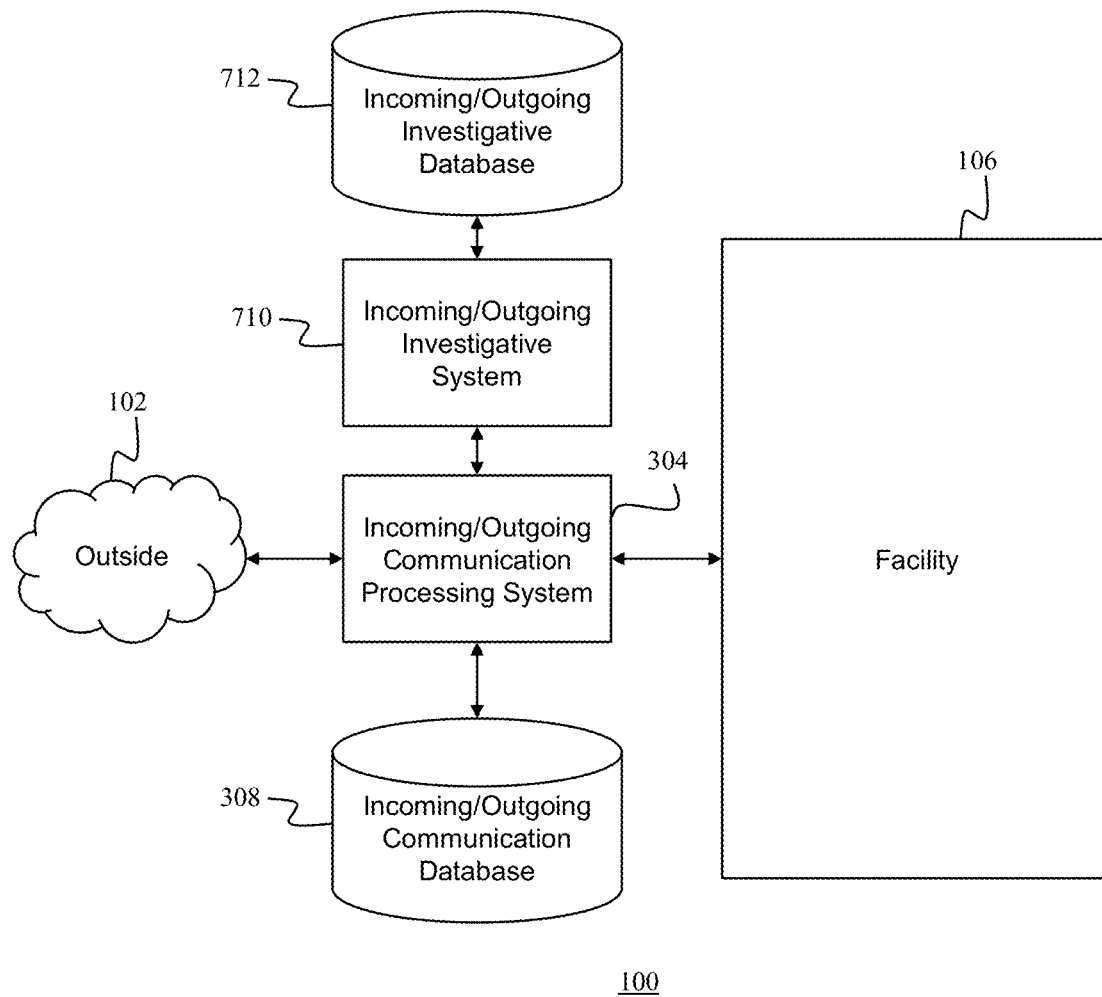 712
Incoming/Outgoing
Investigative
Database
106
710
Incoming/Outgoing
Investigative
System
102
304
Outside
Incoming/Outgoing
Communication
Processing System
Facility
308
Incoming/Outgoing
Communication
Database
100